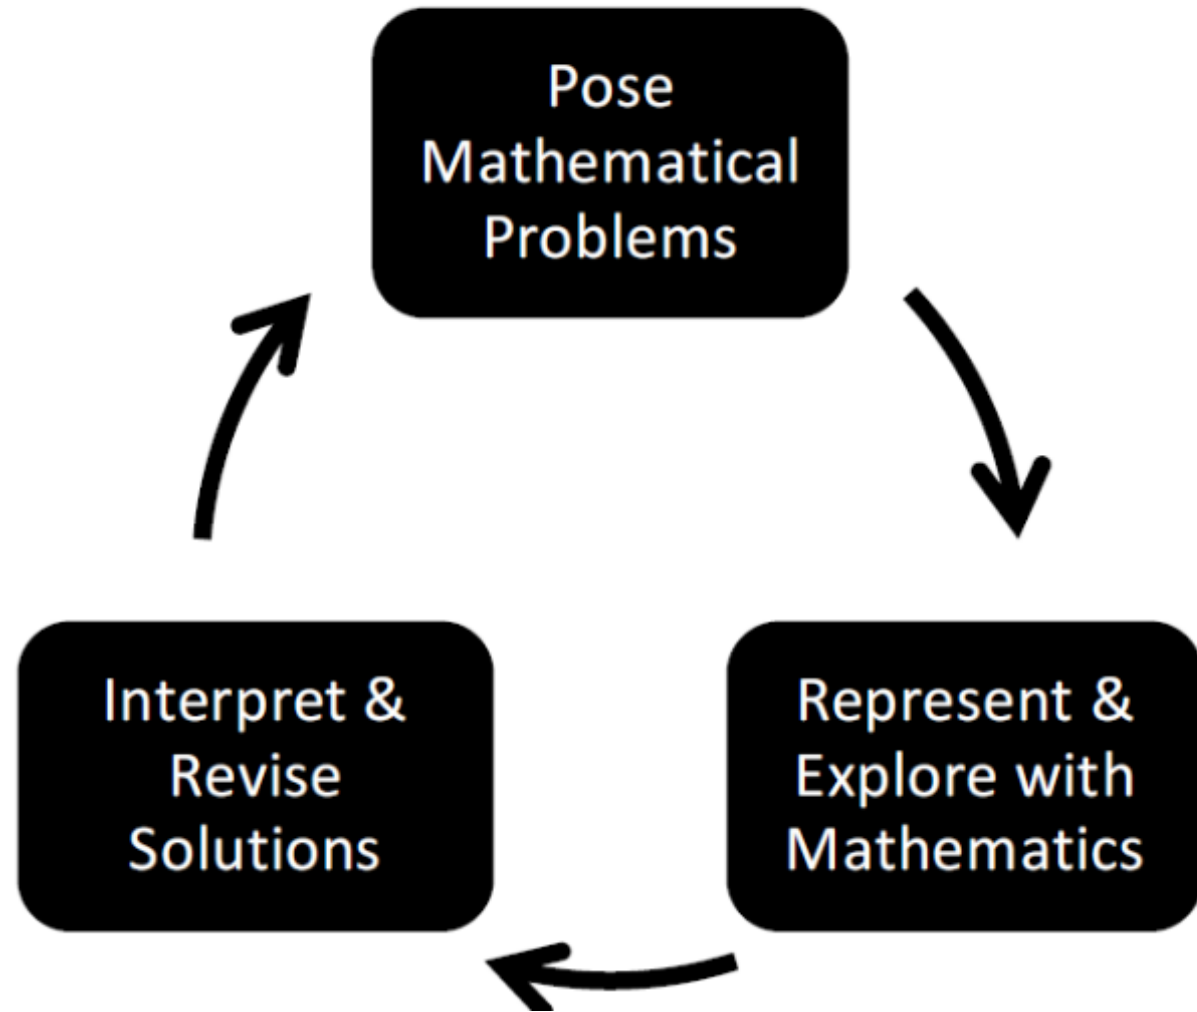 Pose
Mathematical
Problems
Interpret &
Revise
Solutions
Represent &
Explore with
Mathematics